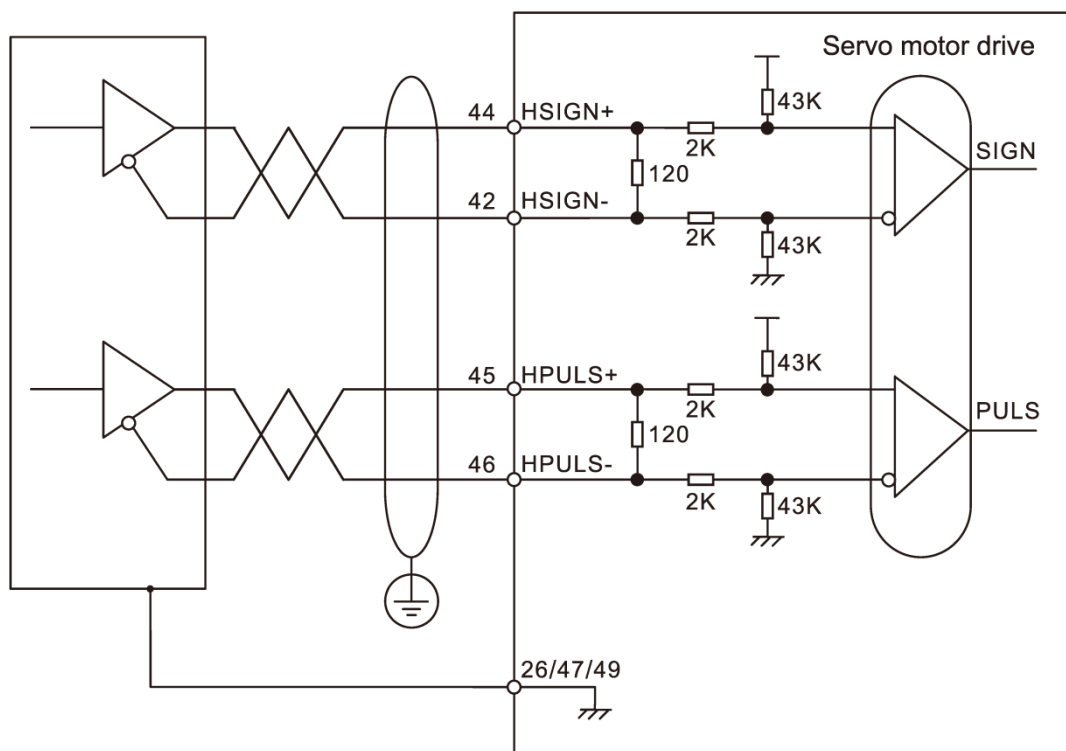 Servo motor drive
43K
44 HSIGN+
2K
SIGN
120
42 HSIGN-
2K
43K
43K
45 HPULS+
2K
PULS
120
46 HPULS-
2K
43K
26/47/49